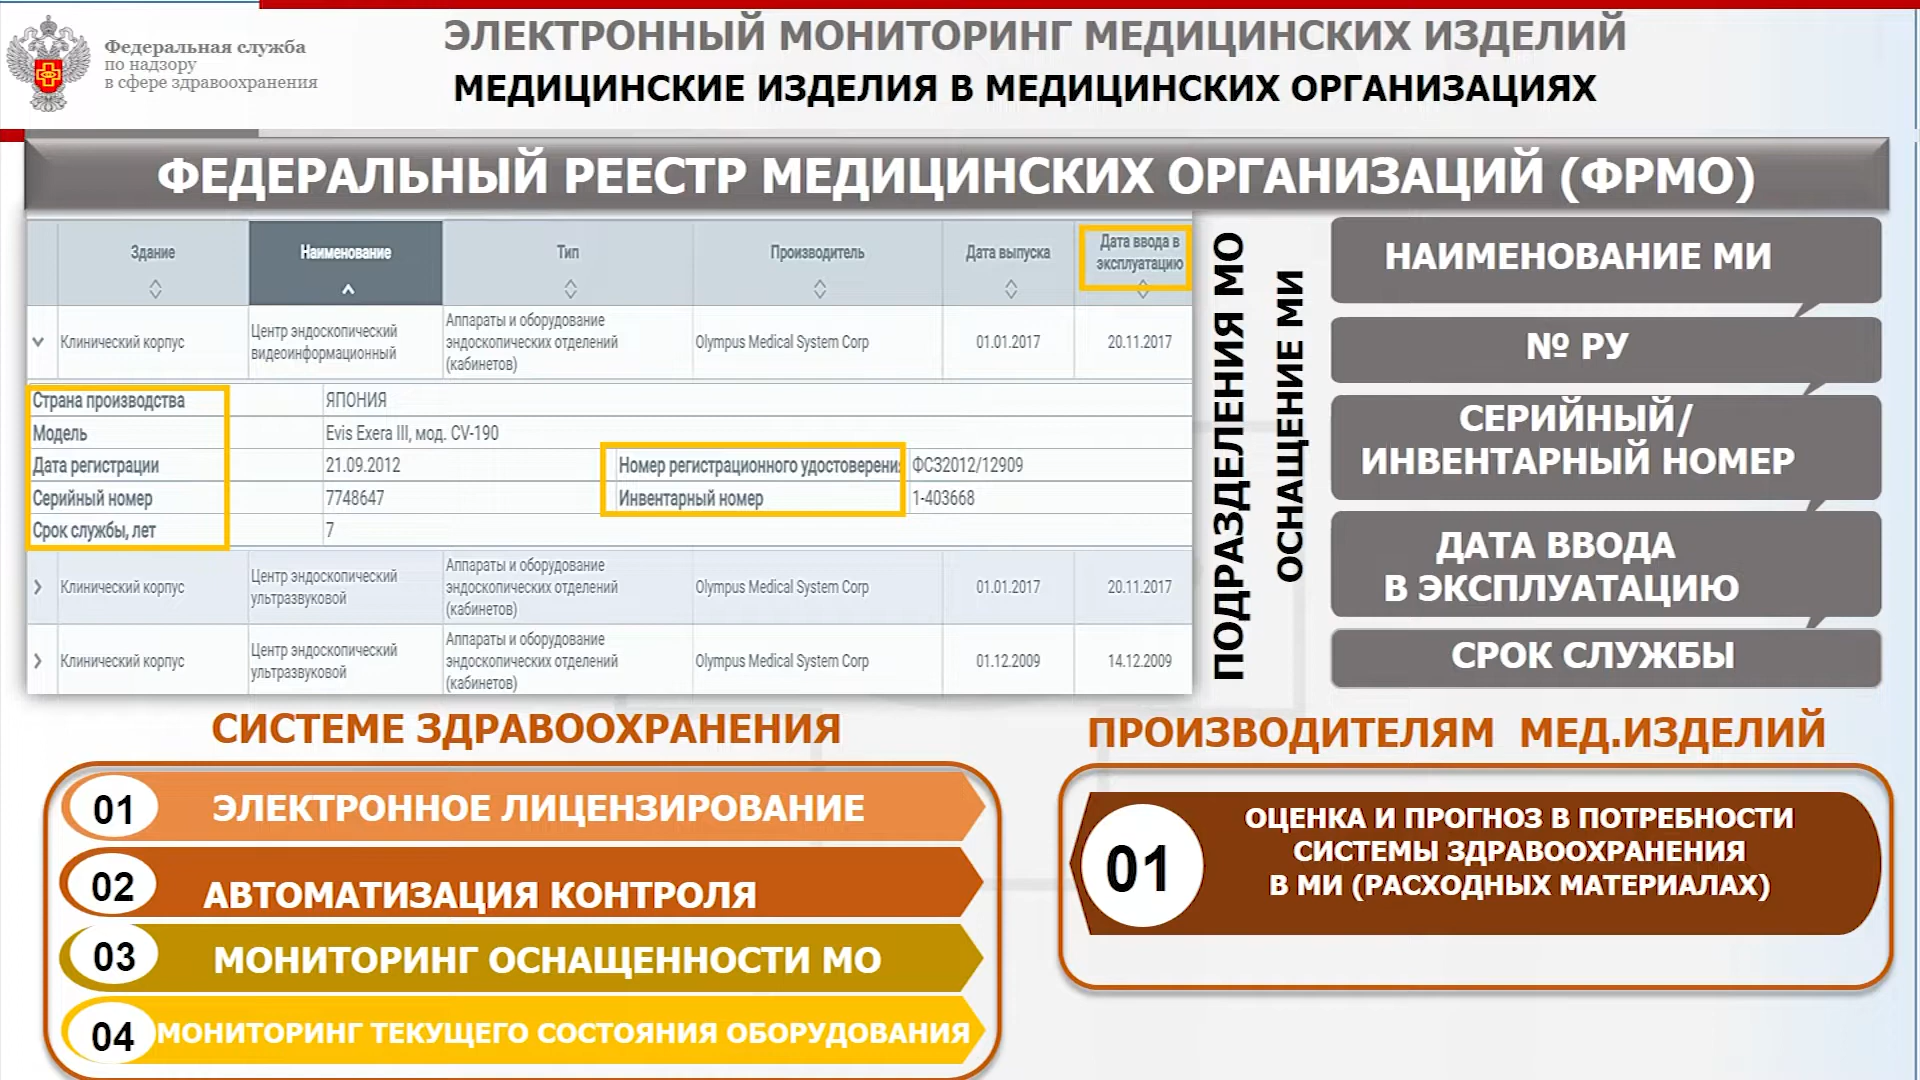 Федеральная служба
по надзору
в сфере здравоохранения
ЭЛЕКТРОННЫЙ МОНИТОРИНГ МЕДИЦИНСКИХ ИЗДЕЛИЙ
МЕДИЦИНСКИЕ ИЗДЕЛИЯ В МЕДИЦИНСКИХ ОРГАНИЗАЦИЯХ
ФЕДЕРАЛЬНЫЙ РЕЕСТР МЕДИЦИНСКИХ ОРГАНИЗАЦИЙ (ФРМО)
Здание Наименование Тип Производитель Дата выпуска Дата ввода в
эксплуатацию
Клинический корпус
Центр эндоскопический
видеоинформационный
Аппараты и оборудование
эндоскопических отделений
(кабинетов)
Olympus Medical System Corp
01.01.2017
20.11.2017
Страна производства ЯПОНИЯ
Модель Evis Exera III, мод. CV-190
Дата регистрации 21.09.2012 Номер регистрационного удостоверени ФСЗ2012/12909
Серийный номер 7748647 Инвентарный номер 1-403668
Срок службы, лет 7
Клинический корпус
Центр эндоскопический
ультразвуковой
Аппараты и оборудование
эндоскопических отделений
(кабинетов)
Olympus Medical System Corp
01.01.2017
20.11.2017
Клинический корпус
Центр эндоскопический
ультразвуковой
Аппараты и оборудование
эндоскопических отделений
(кабинетов)
Olympus Medical System Corp
01.12.2009
14.12.2009
ПОДРАЗДЕЛЕНИЯ МО
ОСНАЩЕНИЕ МИ
НАИМЕНОВАНИЕ МИ
№ РУ
СЕРИЙНЫЙ/
ИНВЕНТАРНЫЙ НОМЕР
ДАТА ВВОДА
В ЭКСПЛУАТАЦИЮ
СРОК СЛУЖБЫ
СИСТЕМЕ ЗДРАВООХРАНЕНИЯ
01 ЭЛЕКТРОННОЕ ЛИЦЕНЗИРОВАНИЕ
02 АВТОМАТИЗАЦИЯ КОНТРОЛЯ
03 МОНИТОРИНГ ОСНАЩЕННОСТИ МО
04 МОНИТОРИНГ ТЕКУЩЕГО СОСТОЯНИЯ ОБОРУДОВАНИЯ
ПРОИЗВОДИТЕЛЯМ МЕД.ИЗДЕЛИЙ
01
ОЦЕНКА И ПРОГНОЗ В ПОТРЕБНОСТИ
СИСТЕМЫ ЗДРАВООХРАНЕНИЯ
В МИ (РАСХОДНЫХ МАТЕРИАЛАХ)